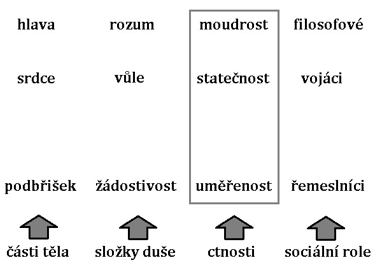 hlava rozum moudrost filosofové
srdce vůle statečnost vojáci
podbřišek žádostivost uměřenost řemeslníci
části těla složky duše ctnosti sociální role